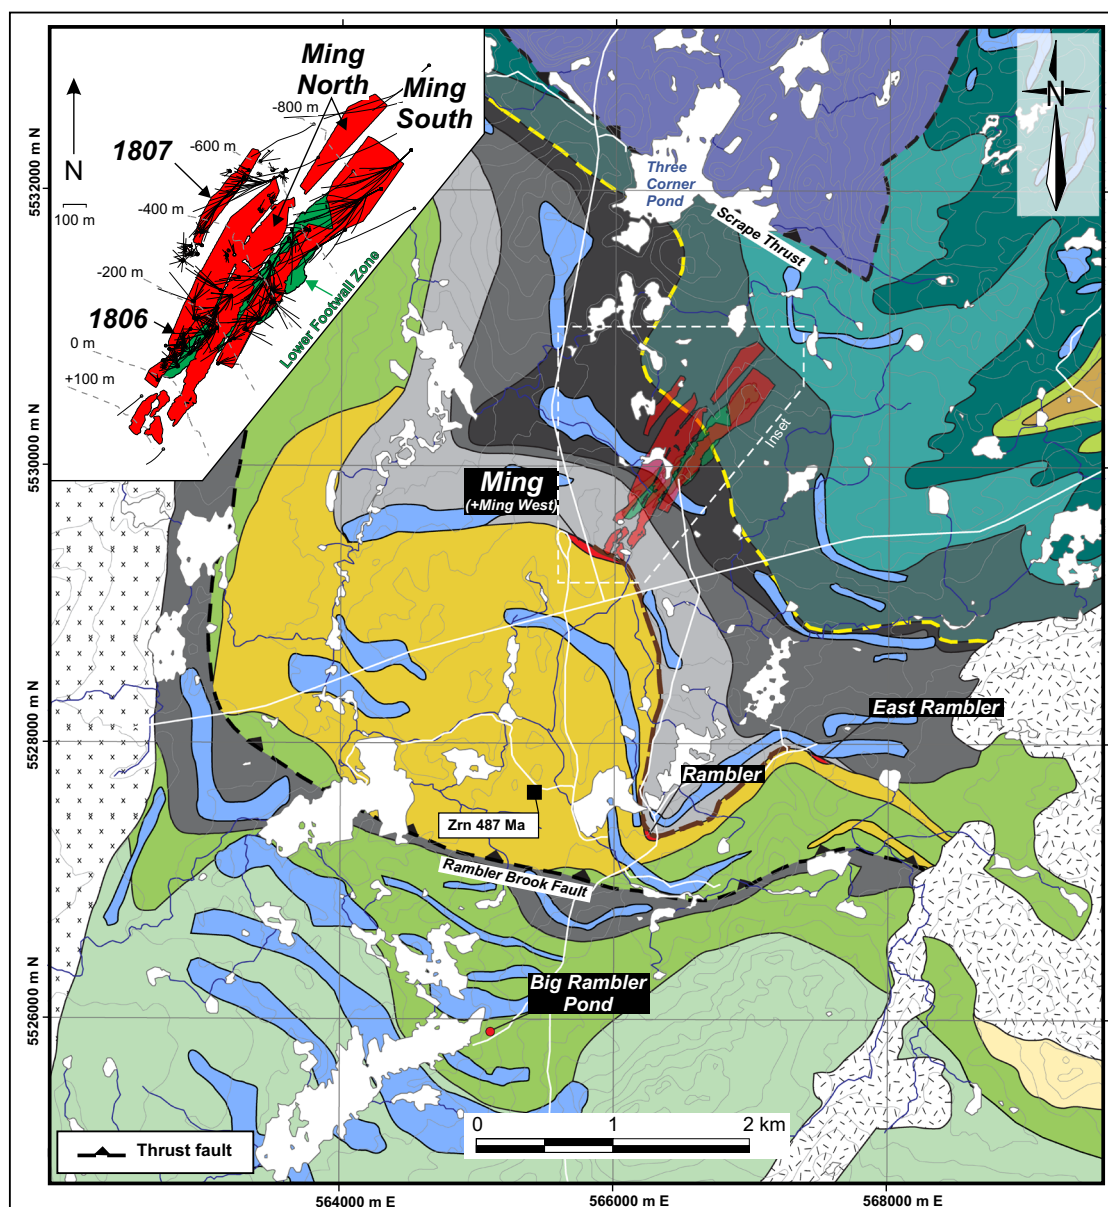 Ming
North
Ming
South
-800 m
1807
-600 m
N
100 m
-400 m
-200 m
1806
0 m
+100 m
Lower Footwall Zone
N
Three
Corner
Pond
Scrape Thrust
Inset
Ming
(+Ming West)
East Rambler
Rambler
Zrn 487 Ma
Rambler Brook Fault
Big Rambler
Pond
0 1 2 km
Thrust fault
5532000 m N
5530000 m N
5528000 m N
5526000 m N
564000 m E
566000 m E
568000 m E